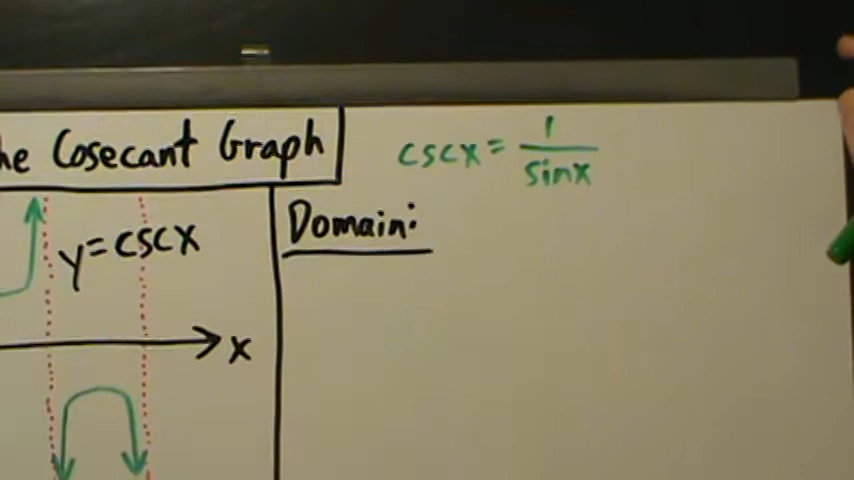 he Cosecant Graph
cscx = 1/sinx
y=cscx
Domain:
x